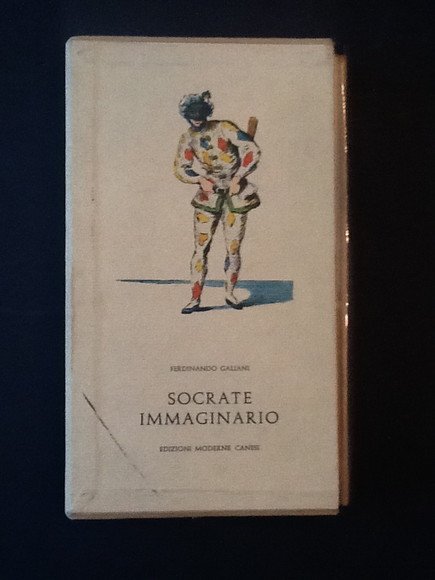 FERDINANDO GALIANI
SOCRATE
IMMAGINARIO
EDIZIONI MODERNE CANESI